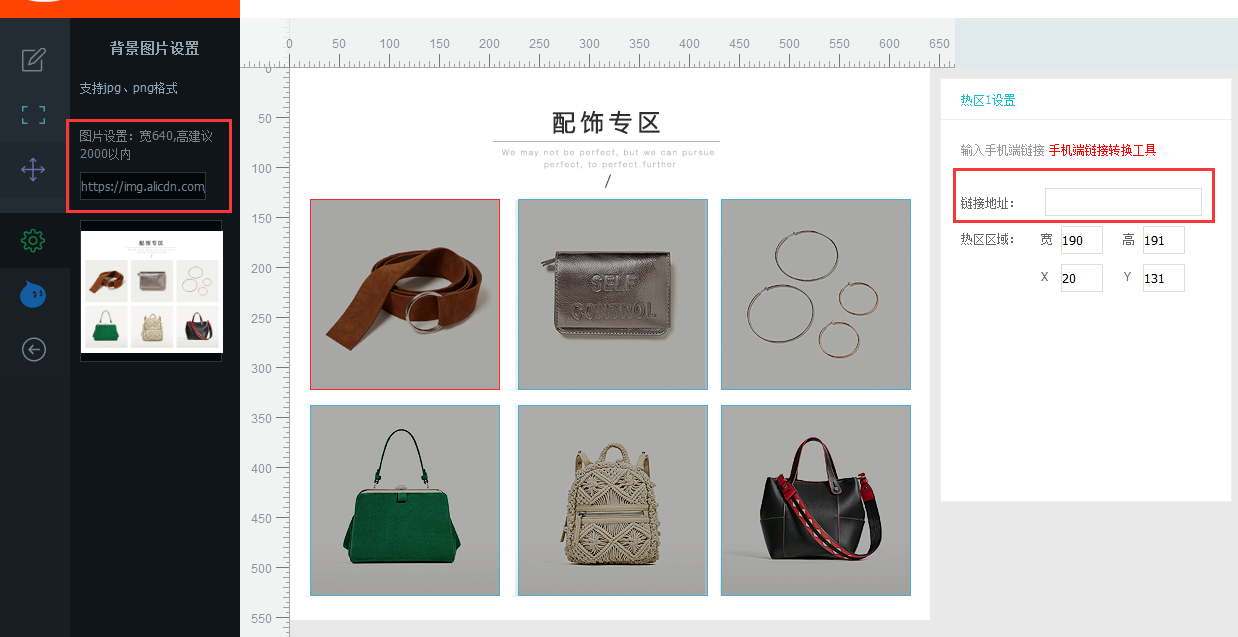 背景图片设置
支持jpg、png格式
图片设置：宽640,高建议
2000以内
https://img.alicdn.com/
配饰专区
0 50 100 150 200 250 300 350 400 450 500 550 600 650
0
50
100
150
200
250
300
350
400
450
500
550
配饰专区
We may not be perfect, but we can pursue
perfect, to perfect further
/
SELF
CONTROL
热区1设置
输入手机端链接 手机端链接转换工具
链接地址：
热区区域： 宽 190 高 191
X 20 Y 131